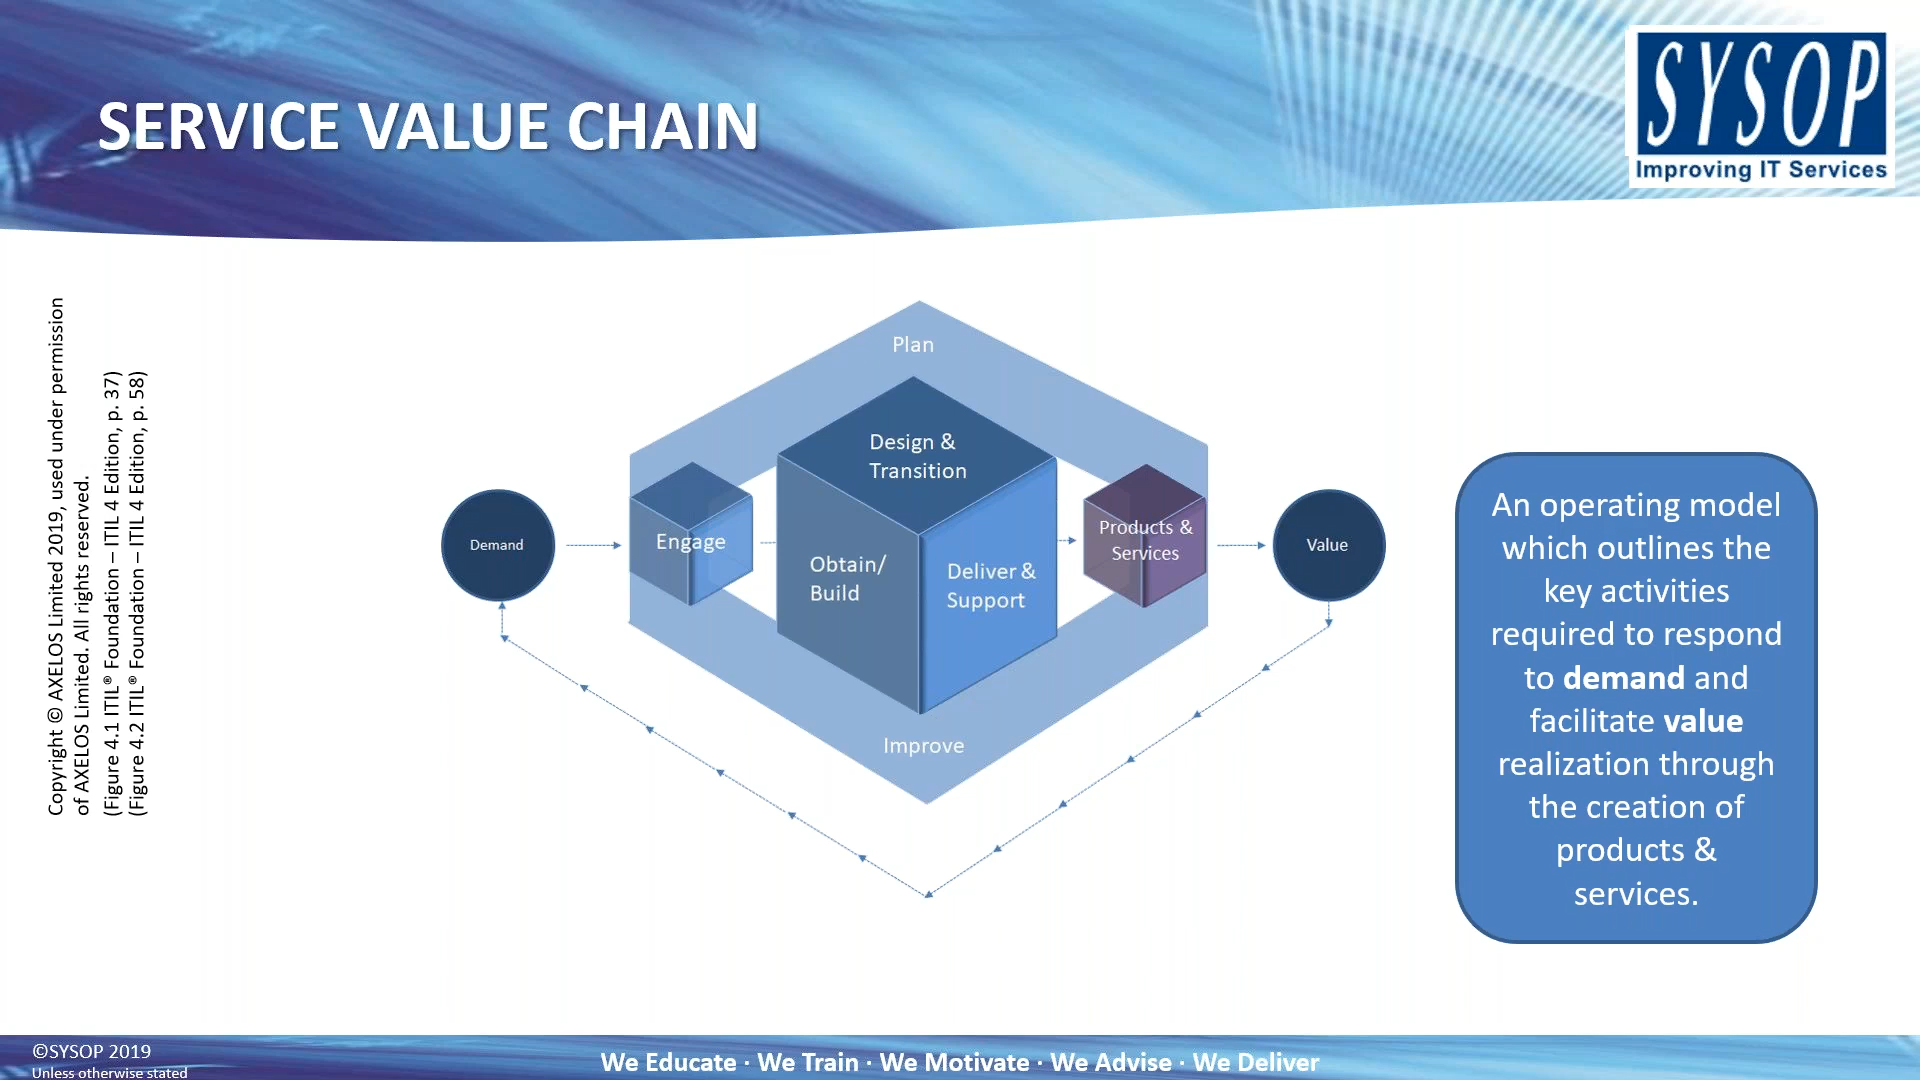 SERVICE VALUE CHAIN
SYSOP
Improving IT Services
Copyright © AXELOS Limited 2019, used under permission
of AXELOS Limited. All rights reserved.
(Figure 4.1 ITIL® Foundation – ITIL 4 Edition, p. 37)
(Figure 4.2 ITIL® Foundation – ITIL 4 Edition, p. 58)
Plan
Design &
Transition
Demand
Engage
Obtain/
Build
Deliver &
Support
Products &
Services
Value
Improve
An operating model
which outlines the
key activities
required to respond
to demand and
facilitate value
realization through
the creation of
products &
services.
©SYSOP 2019
Unless otherwise stated
We Educate · We Train · We Motivate · We Advise · We Deliver